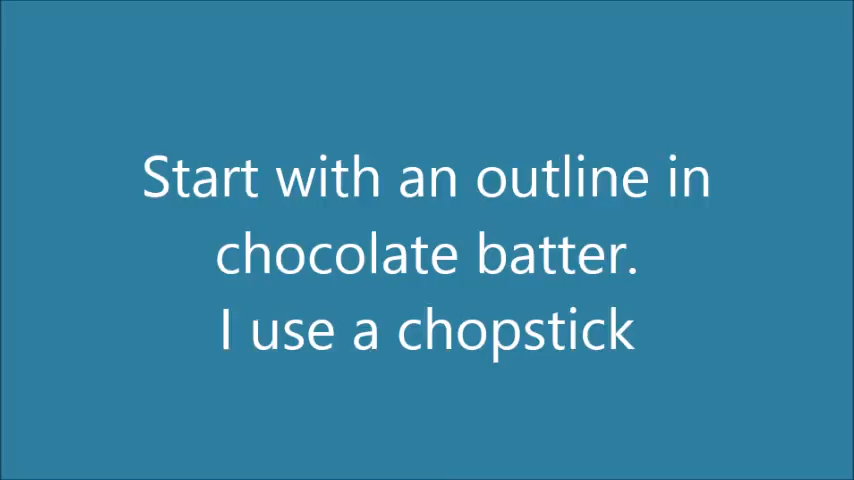 Start with an outline in
chocolate batter.
I use a chopstick